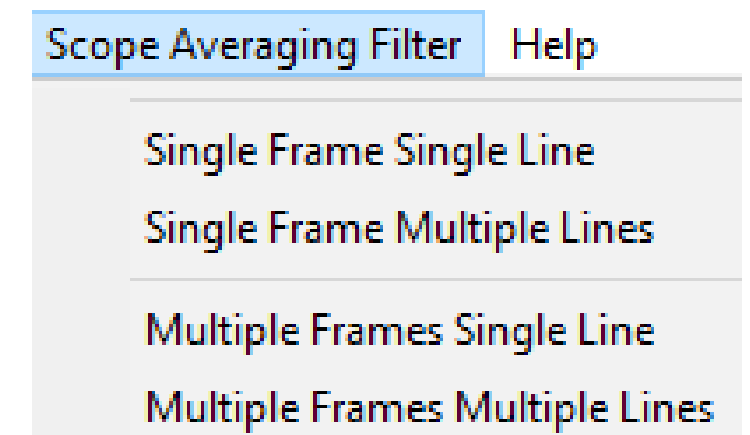 Scope Averaging Filter Help
Single Frame Single Line
Single Frame Multiple Lines
Multiple Frames Single Line
Multiple Frames Multiple Lines